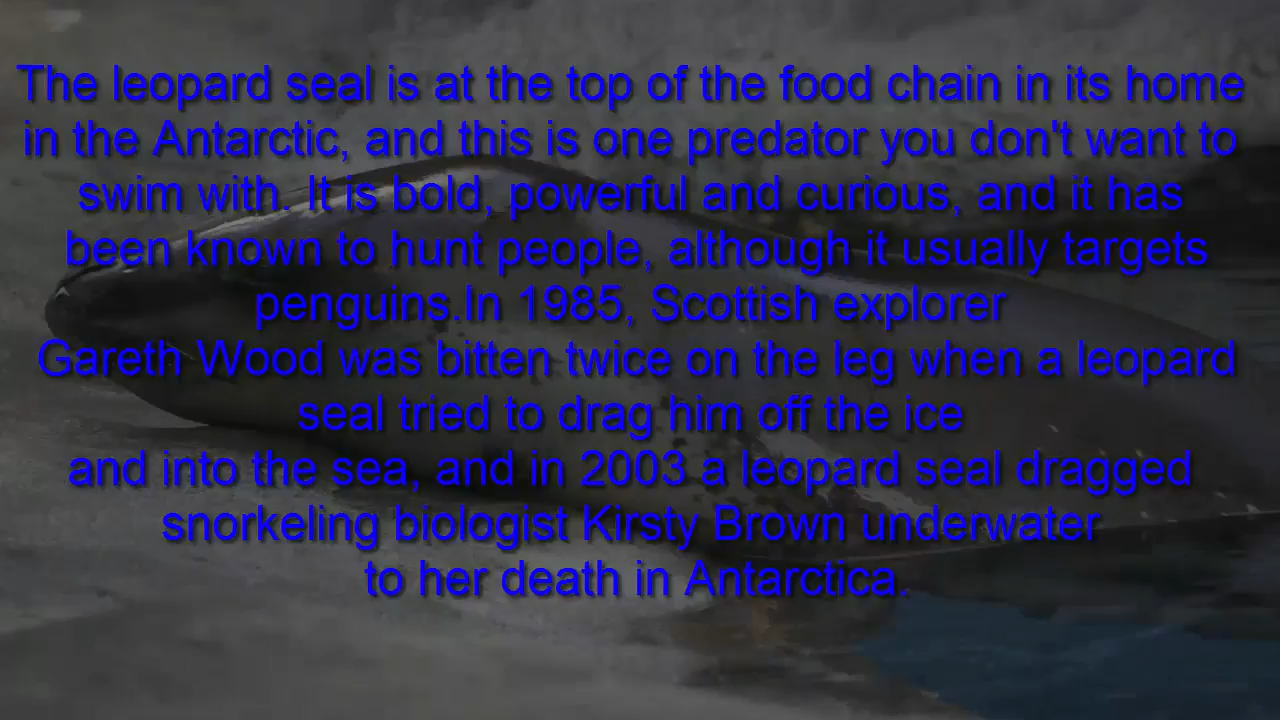 The leopard seal is at the top of the food chain in its home
in the Antarctic, and this is one predator you don't want to
swim with. It is bold, powerful and curious, and it has
been known to hunt people, although it usually targets
penguins.In 1985, Scottish explorer
Gareth Wood was bitten twice on the leg when a leopard
seal tried to drag him off the ice
and into the sea, and in 2003 a leopard seal dragged
snorkeling biologist Kirsty Brown underwater
to her death in Antarctica.